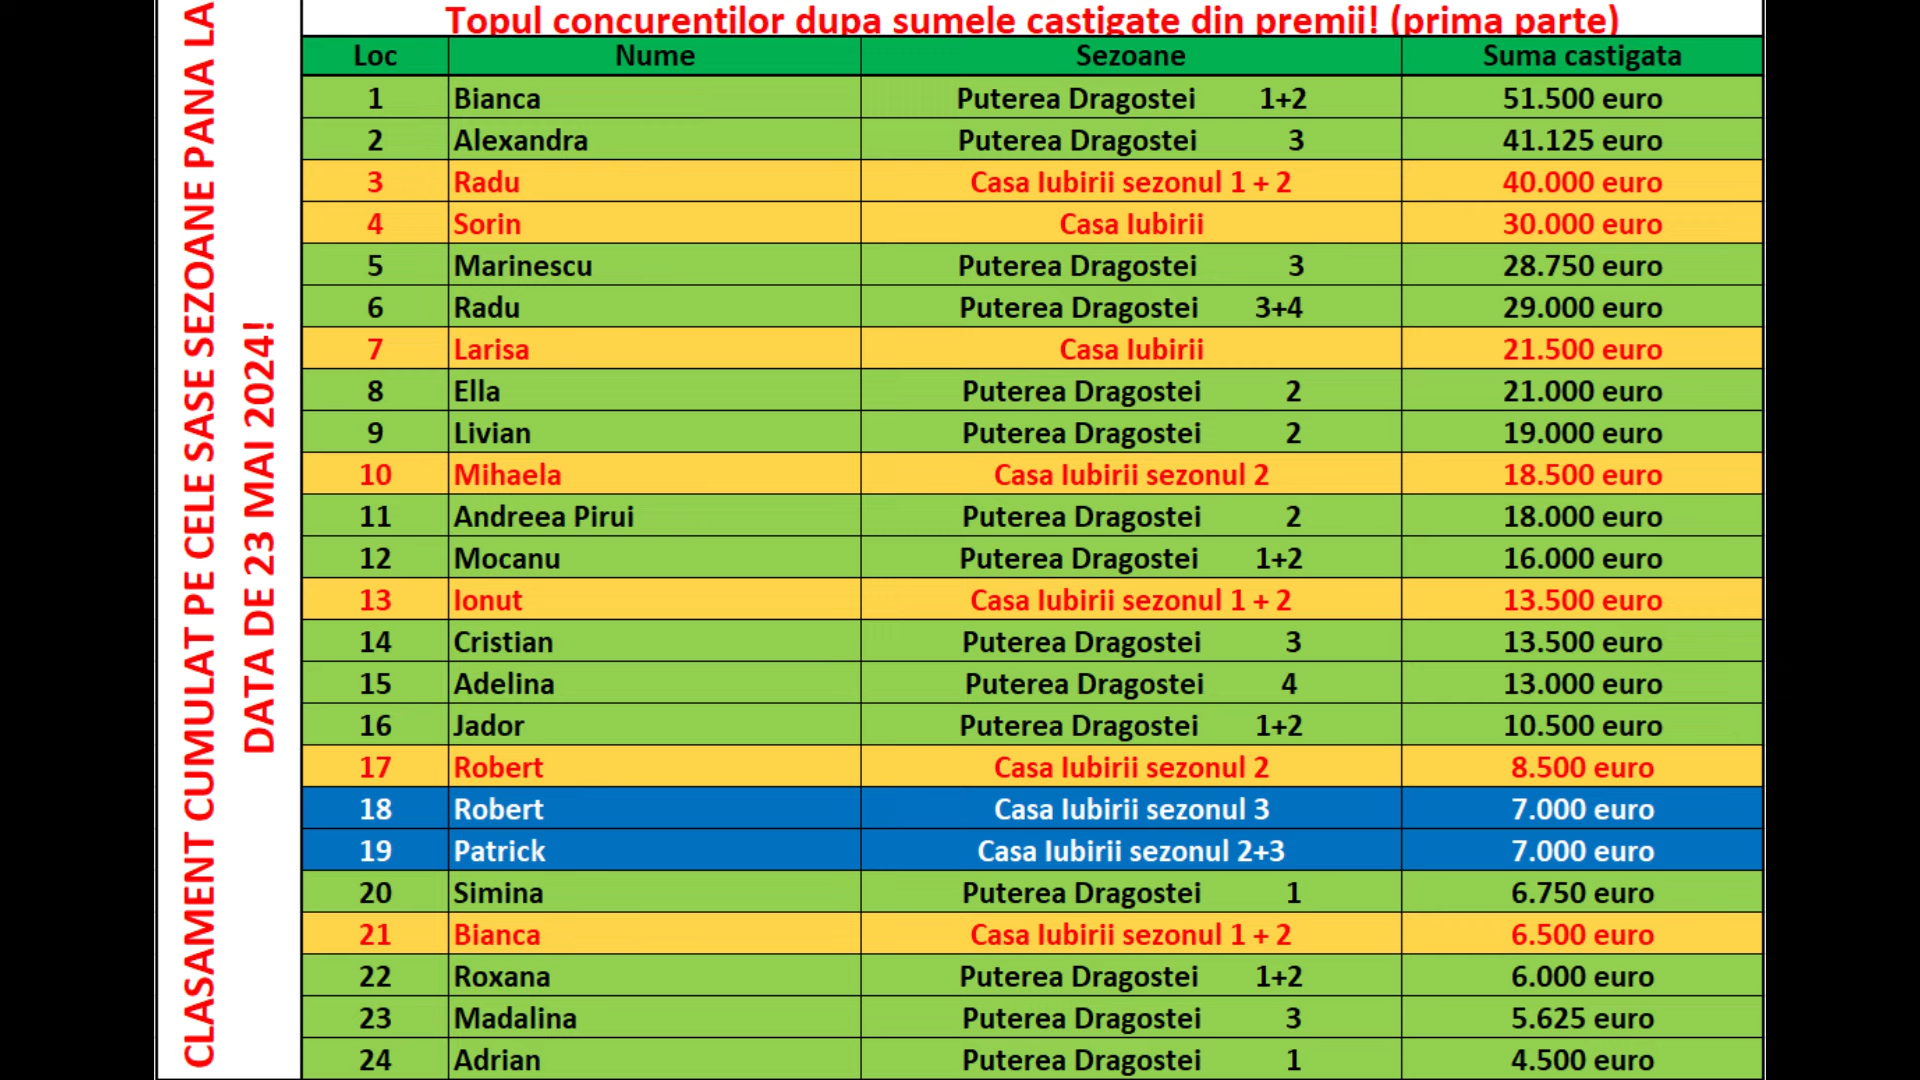 CLASAMENT CUMULAT PE CELE SASE SEZOANE PANA LA
DATA DE 23 MAI 2024!
Topul concurentilor dupa sumele castigate din premii! (prima parte)
Loc Nume Sezoane Suma castigata
1 Bianca Puterea Dragostei 1+2 51.500 euro
2 Alexandra Puterea Dragostei 3 41.125 euro
3 Radu Casa Iubirii sezonul 1 + 2 40.000 euro
4 Sorin Casa Iubirii 30.000 euro
5 Marinescu Puterea Dragostei 3 28.750 euro
6 Radu Puterea Dragostei 3+4 29.000 euro
7 Larisa Casa Iubirii 21.500 euro
8 Ella Puterea Dragostei 2 21.000 euro
9 Livian Puterea Dragostei 2 19.000 euro
10 Mihaela Casa Iubirii sezonul 2 18.500 euro
11 Andreea Pirui Puterea Dragostei 2 18.000 euro
12 Mocanu Puterea Dragostei 1+2 16.000 euro
13 Ionut Casa Iubirii sezonul 1 + 2 13.500 euro
14 Cristian Puterea Dragostei 3 13.500 euro
15 Adelina Puterea Dragostei 4 13.000 euro
16 Jador Puterea Dragostei 1+2 10.500 euro
17 Robert Casa Iubirii sezonul 2 8.500 euro
18 Robert Casa Iubirii sezonul 3 7.000 euro
19 Patrick Casa Iubirii sezonul 2+3 7.000 euro
20 Simina Puterea Dragostei 1 6.750 euro
21 Bianca Casa Iubirii sezonul 1 + 2 6.500 euro
22 Roxana Puterea Dragostei 1+2 6.000 euro
23 Madalina Puterea Dragostei 3 5.625 euro
24 Adrian Puterea Dragostei 1 4.500 euro